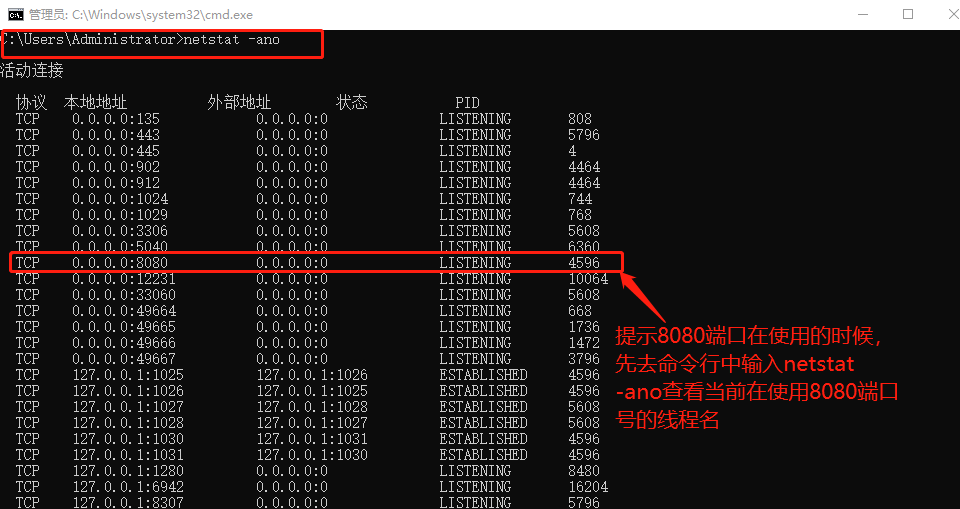 管理员: C:\Windows\system32\cmd.exe
C:\Users\Administrator>netstat -ano
活动连接
协议 本地地址 外部地址 状态 PID
TCP 0.0.0.0:135 0.0.0.0:0 LISTENING 808
TCP 0.0.0.0:443 0.0.0.0:0 LISTENING 5796
TCP 0.0.0.0:445 0.0.0.0:0 LISTENING 4
TCP 0.0.0.0:902 0.0.0.0:0 LISTENING 4464
TCP 0.0.0.0:912 0.0.0.0:0 LISTENING 4464
TCP 0.0.0.0:1024 0.0.0.0:0 LISTENING 744
TCP 0.0.0.0:1029 0.0.0.0:0 LISTENING 768
TCP 0.0.0.0:3306 0.0.0.0:0 LISTENING 5608
TCP 0.0.0.0:5040 0.0.0.0:0 LISTENING 6360
TCP 0.0.0.0:8080 0.0.0.0:0 LISTENING 4596
TCP 0.0.0.0:12231 0.0.0.0:0 LISTENING 10064
TCP 0.0.0.0:33060 0.0.0.0:0 LISTENING 5608
TCP 0.0.0.0:49664 0.0.0.0:0 LISTENING 668
TCP 0.0.0.0:49665 0.0.0.0:0 LISTENING 1736
TCP 0.0.0.0:49666 0.0.0.0:0 LISTENING 1472
TCP 0.0.0.0:49667 0.0.0.0:0 LISTENING 3796
TCP 127.0.0.1:1025 127.0.0.1:1026 ESTABLISHED 4596
TCP 127.0.0.1:1026 127.0.0.1:1025 ESTABLISHED 4596
TCP 127.0.0.1:1027 127.0.0.1:1028 ESTABLISHED 5608
TCP 127.0.0.1:1028 127.0.0.1:1027 ESTABLISHED 5608
TCP 127.0.0.1:1030 127.0.0.1:1031 ESTABLISHED 4596
TCP 127.0.0.1:1031 127.0.0.1:1030 ESTABLISHED 4596
TCP 127.0.0.1:1280 0.0.0.0:0 LISTENING 8480
TCP 127.0.0.1:6942 0.0.0.0:0 LISTENING 16204
TCP 127.0.0.1:8307 0.0.0.0:0 LISTENING 5796
提示8080端口在使用的时候，
先去命令行中输入netstat
-ano查看当前在使用8080端口
号的线程名